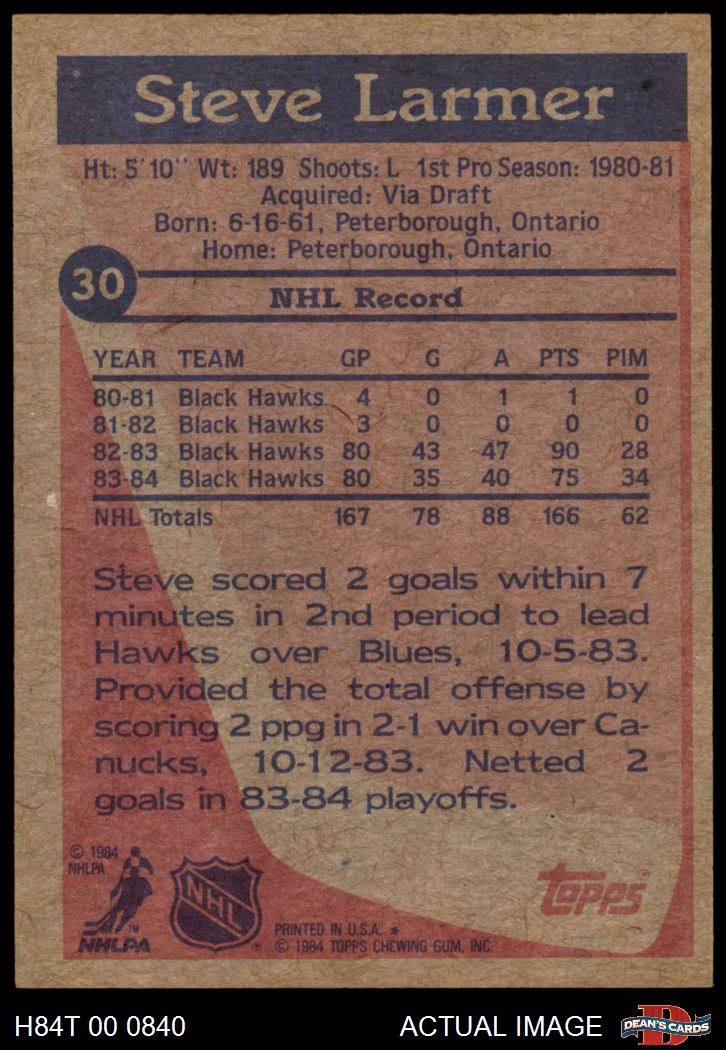 Steve Larmer
Ht: 5'10" Wt: 189 Shoots: L 1st Pro Season: 1980-81
Acquired: Via Draft
Born: 6-16-61, Peterborough, Ontario
Home: Peterborough, Ontario
30
NHL Record
YEAR TEAM GP G A PTS PIM
80-81 Black Hawks 4 0 1 1 0
81-82 Black Hawks 3 0 0 0 0
82-83 Black Hawks 80 43 47 90 28
83-84 Black Hawks 80 35 40 75 34
NHL Totals 167 78 88 166 62
Steve scored 2 goals within 7
minutes in 2nd period to lead
Hawks over Blues, 10-5-83.
Provided the total offense by
scoring 2 ppg in 2-1 win over Ca-
nucks, 10-12-83. Netted 2
goals in 83-84 playoffs.
© 1984
NHLPA
TM
NHLPA
NHL ®
topps ®
PRINTED IN U.S.A. *
© 1984 TOPPS CHEWING GUM, INC.
H84T 00 0840 ACTUAL IMAGE
D
DEAN'S CARDS